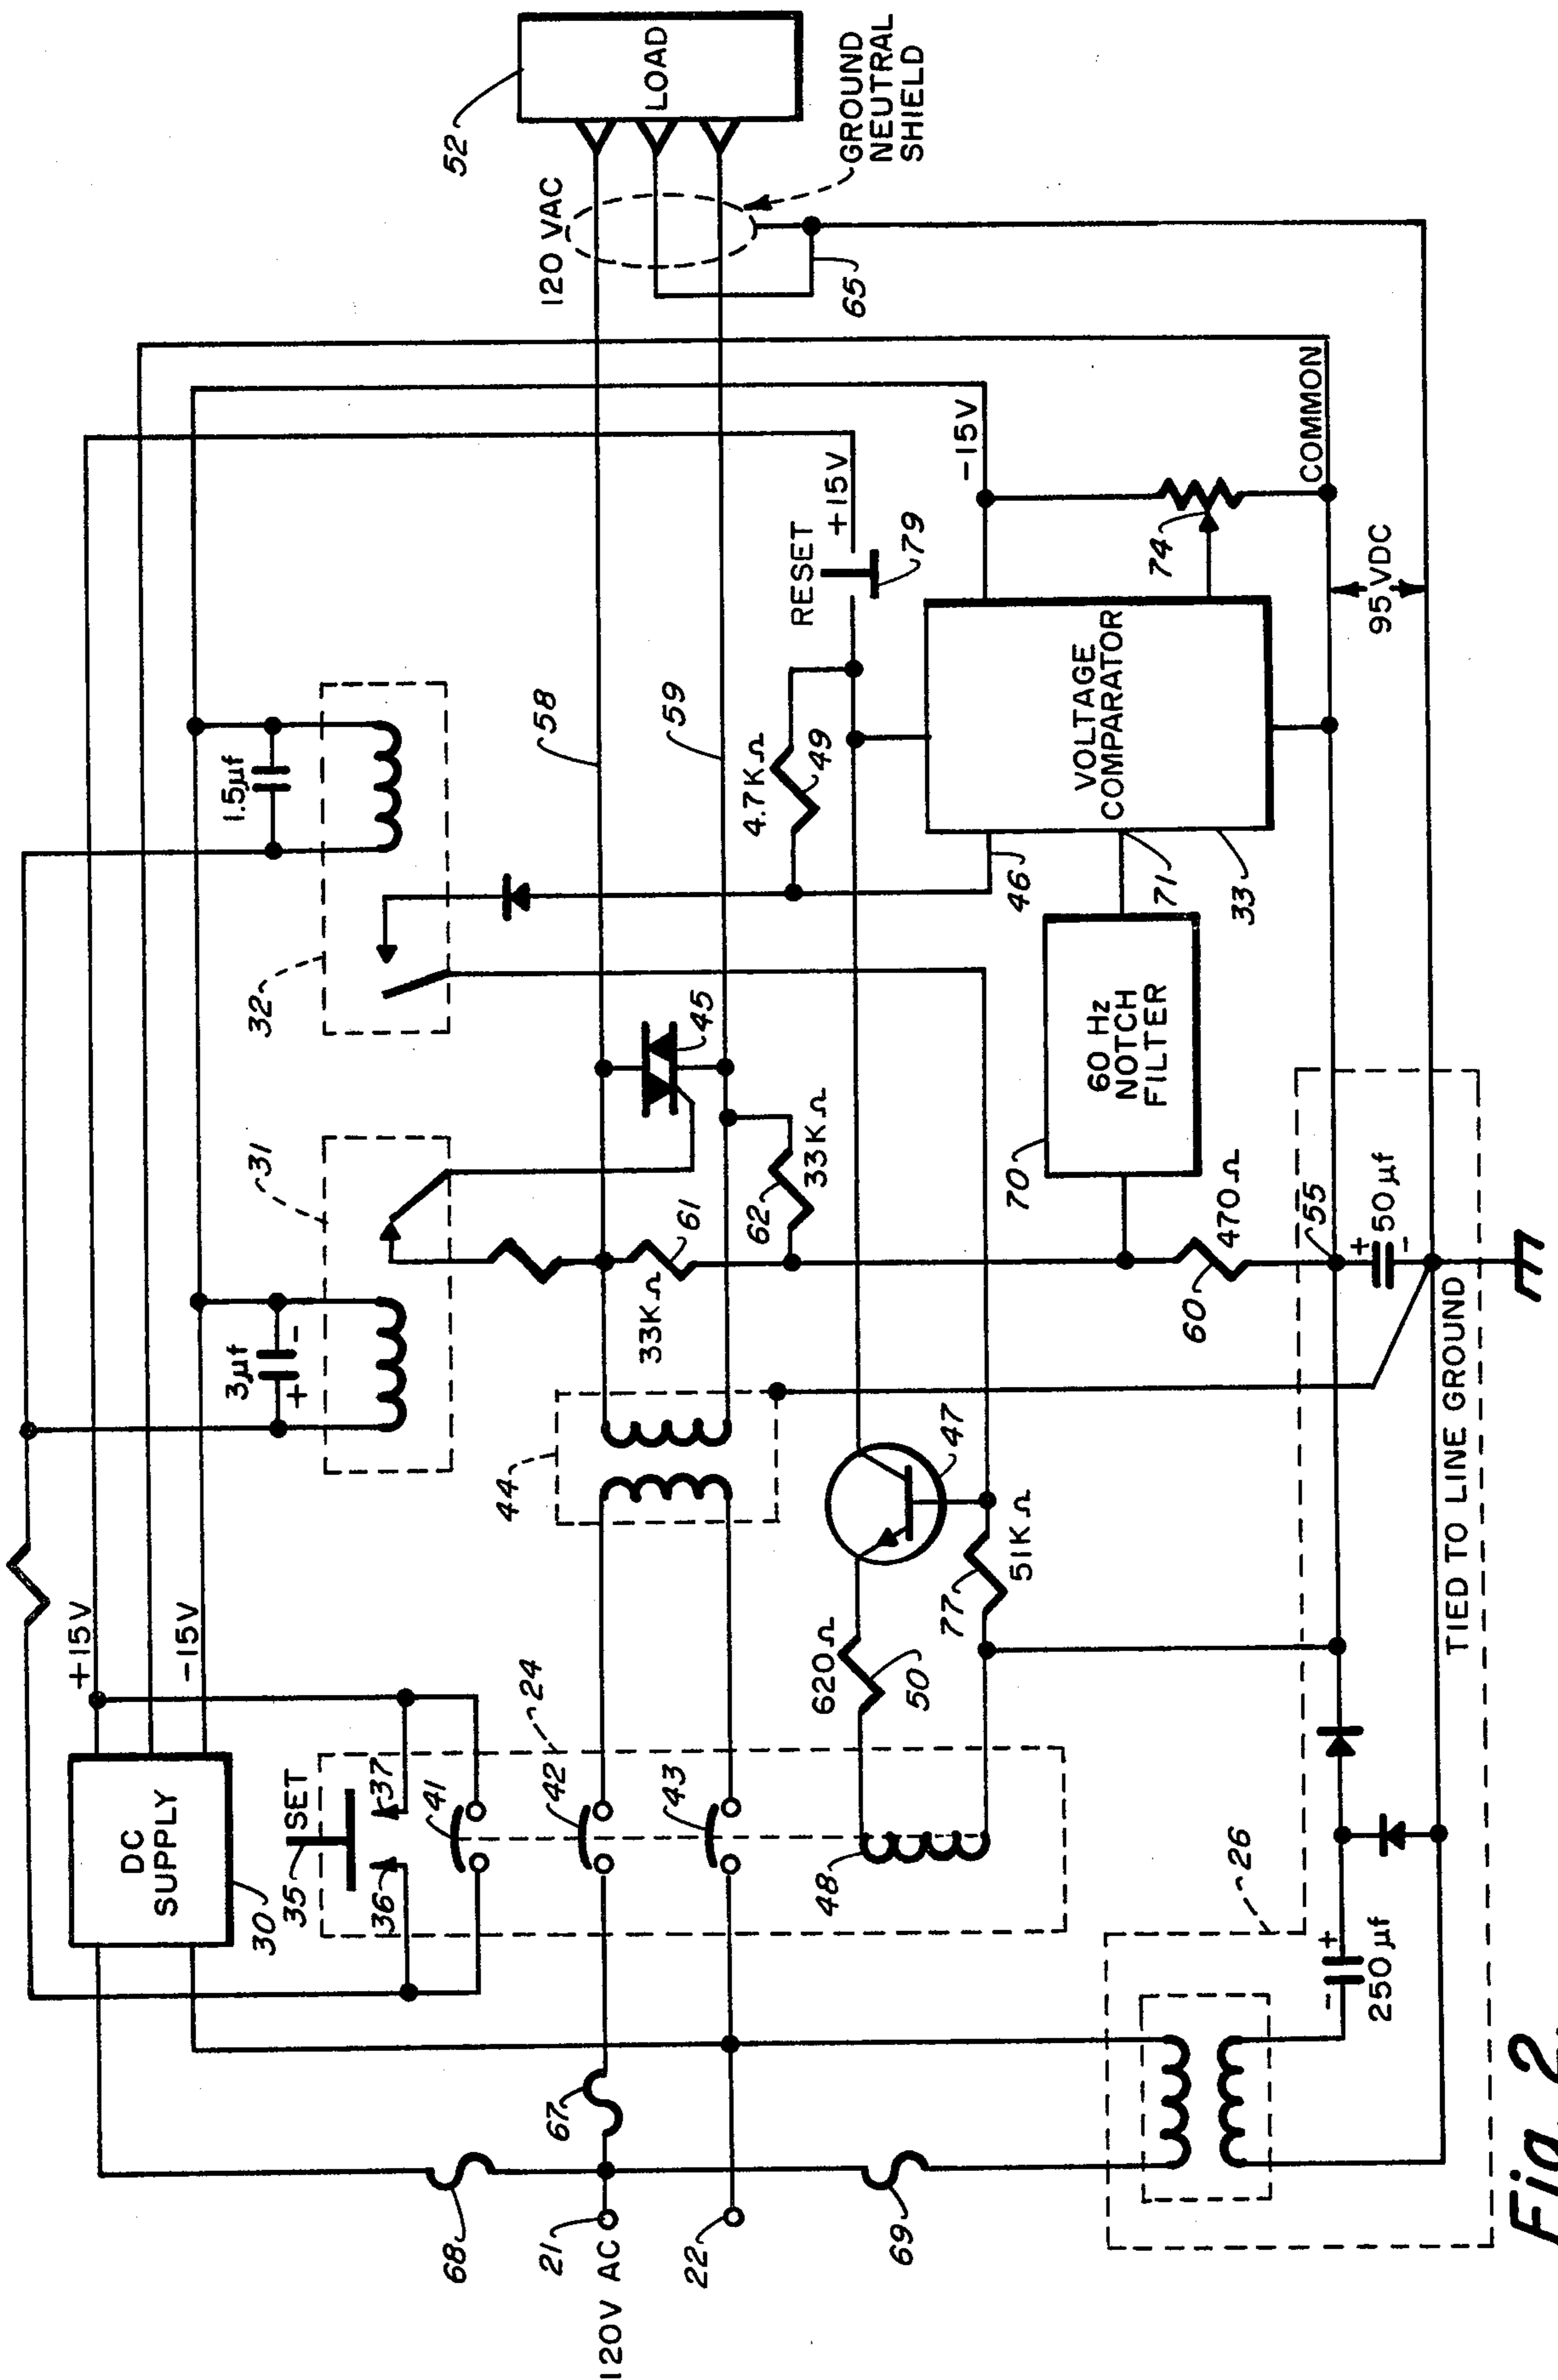 120V AC
21
22
68
67
69
DC
SUPPLY
30
+15V
-15V
SET
35
36
37
41
42
43
24
48
26
250µf
-
+
620Ω
50
77
51KΩ
47
44
3µf
+
-
31
33KΩ
61
62
33KΩ
45
60
470Ω
55
50µf
+
-
TIED TO LINE GROUND
70
60 Hz
NOTCH
FILTER
71
33
46
VOLTAGE
COMPARATOR
4.7KΩ
49
32
1.5µf
58
59
RESET
+15V
79
74
-15V
COMMON
95VDC
120 VAC
65
52
LOAD
GROUND
NEUTRAL
SHIELD
Fig. 2.